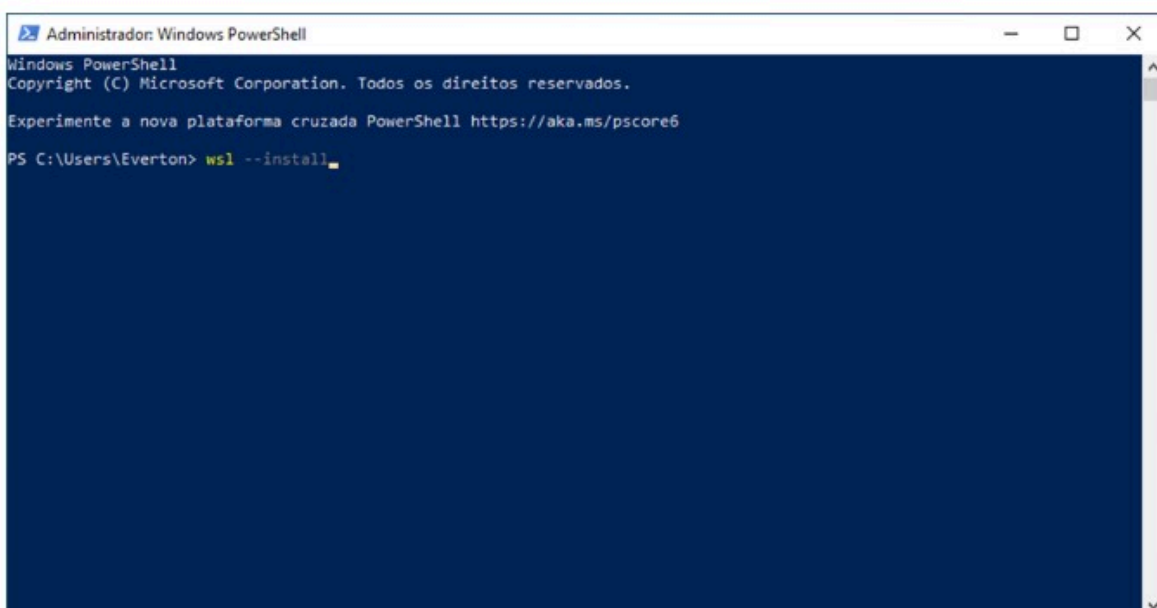 Administrador: Windows PowerShell
Windows PowerShell
Copyright (C) Microsoft Corporation. Todos os direitos reservados.
Experimente a nova plataforma cruzada PowerShell https://aka.ms/pscore6
PS C:\Users\Everton> wsl --install